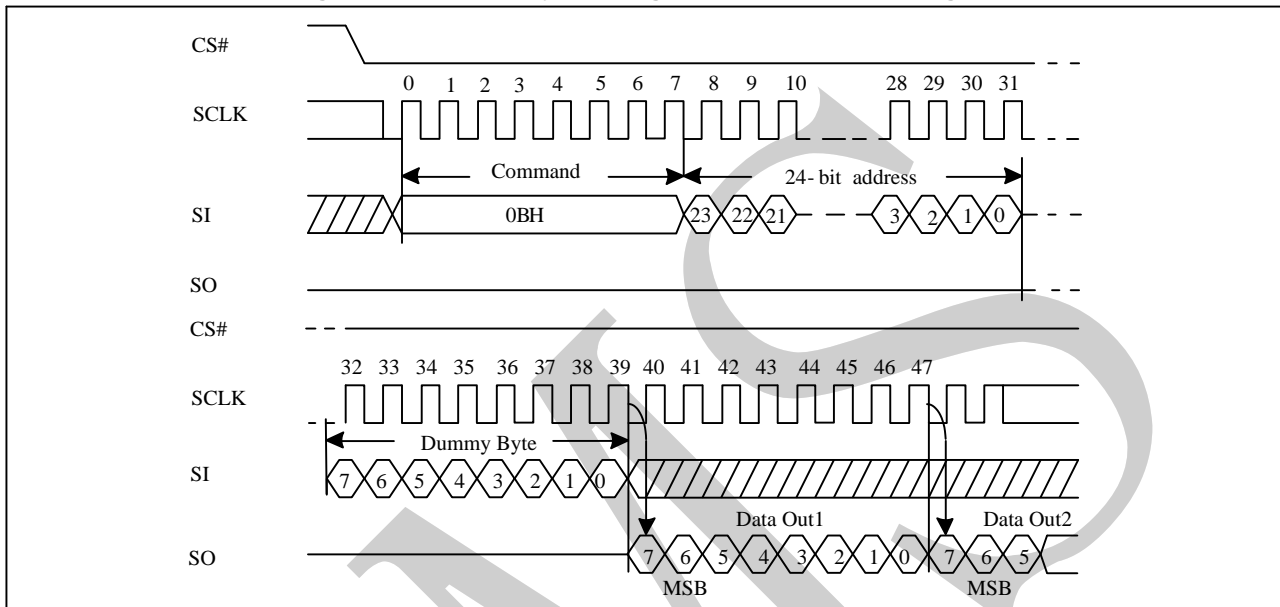 CS#
0 1 2 3 4 5 6 7 8 9 10 28 29 30 31
SCLK
Command 24- bit address
SI 0BH 23 22 21 3 2 1 0
SO
CS#
32 33 34 35 36 37 38 39 40 41 42 43 44 45 46 47
SCLK
Dummy Byte
SI 7 6 5 4 3 2 1 0
Data Out1 Data Out2
SO 7 6 5 4 3 2 1 0 7 6 5
MSB MSB